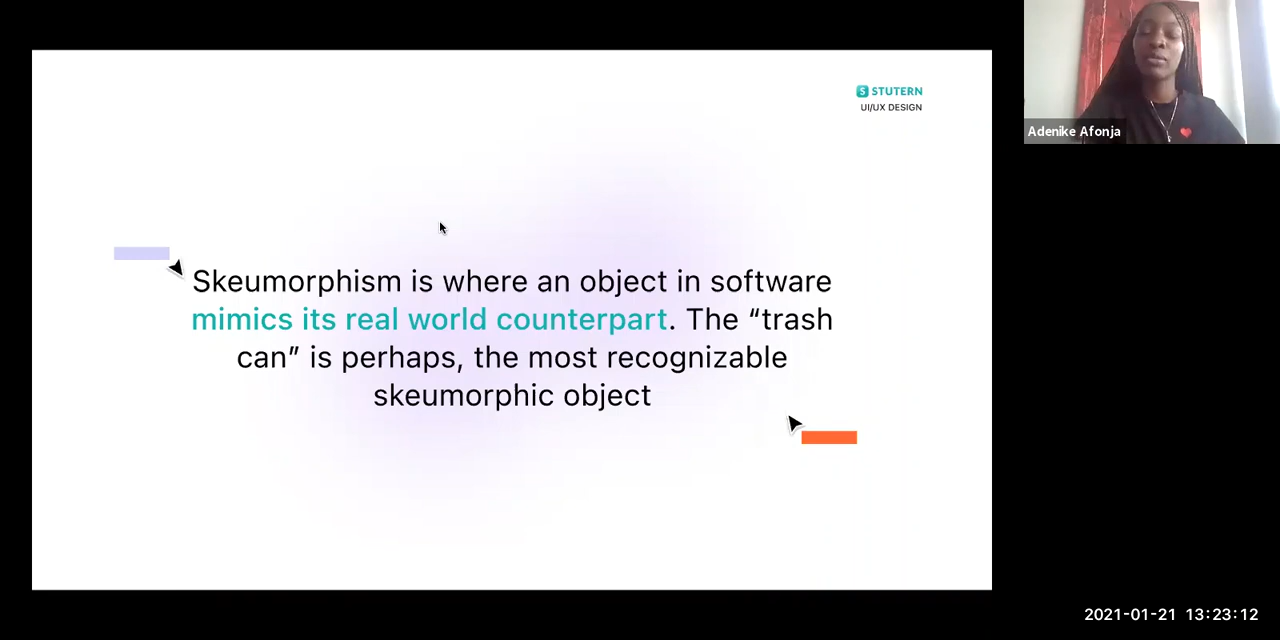 S STUTERN
UI/UX DESIGN
Adenike Afonja
Skeumorphism is where an object in software
mimics its real world counterpart. The “trash
can” is perhaps, the most recognizable
skeumorphic object
2021-01-21 13:23:12